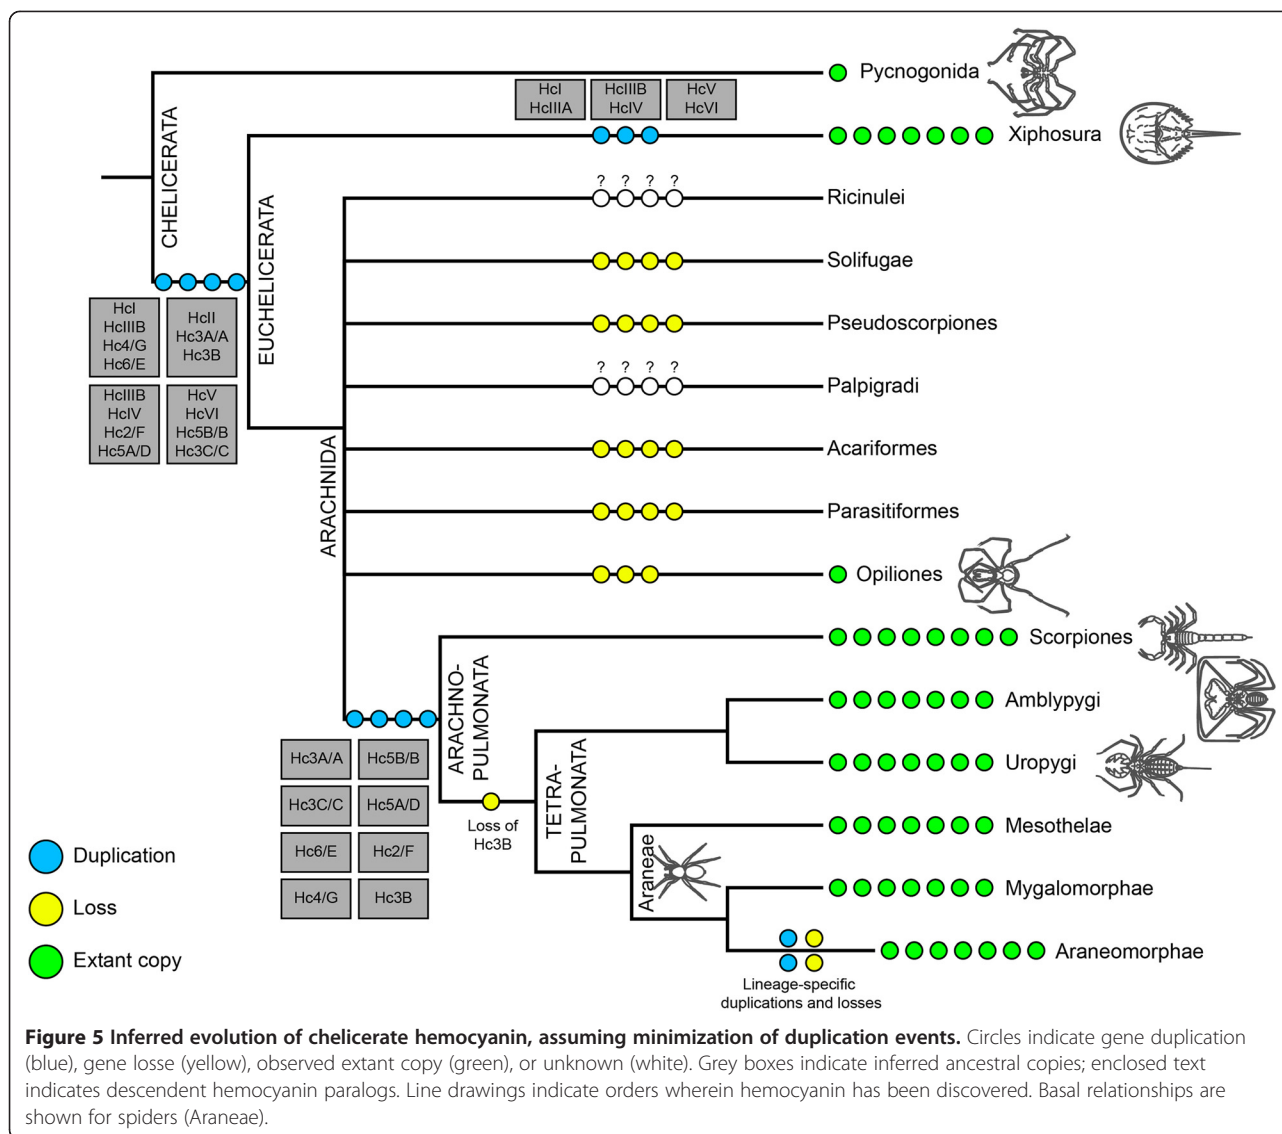 Pycnogonida
HcI
HcIIIA
HcIIIB
HcIV
HcV
HcVI
Xiphosura
CHELICERATA
? ? ? ?
Ricinulei
EUCHELICERATA
Solifugae
HcI
HcIIIB
Hc4/G
Hc6/E
HcII
Hc3A/A
Hc3B
HcIIIB
HcIV
Hc2/F
Hc5A/D
HcV
HcVI
Hc5B/B
Hc3C/C
Pseudoscorpiones
? ? ? ?
Palpigradi
ARACHNIDA
Acariformes
Parasitiformes
Opiliones
Scorpiones
ARACHNO-
PULMONATA
Amblypygi
Hc3A/A
Hc5B/B
Hc3C/C
Hc5A/D
Hc6/E
Hc2/F
Hc4/G
Hc3B
Uropygi
Loss of
Hc3B
TETRA-
PULMONATA
Mesothelae
Araneae
Mygalomorphae
Araneomorphae
Lineage-specific
duplications and losses
Duplication
Loss
Extant copy
Figure 5 Inferred evolution of chelicerate hemocyanin, assuming minimization of duplication events. Circles indicate gene duplication
(blue), gene losse (yellow), observed extant copy (green), or unknown (white). Grey boxes indicate inferred ancestral copies; enclosed text
indicates descendent hemocyanin paralogs. Line drawings indicate orders wherein hemocyanin has been discovered. Basal relationships are
shown for spiders (Araneae).